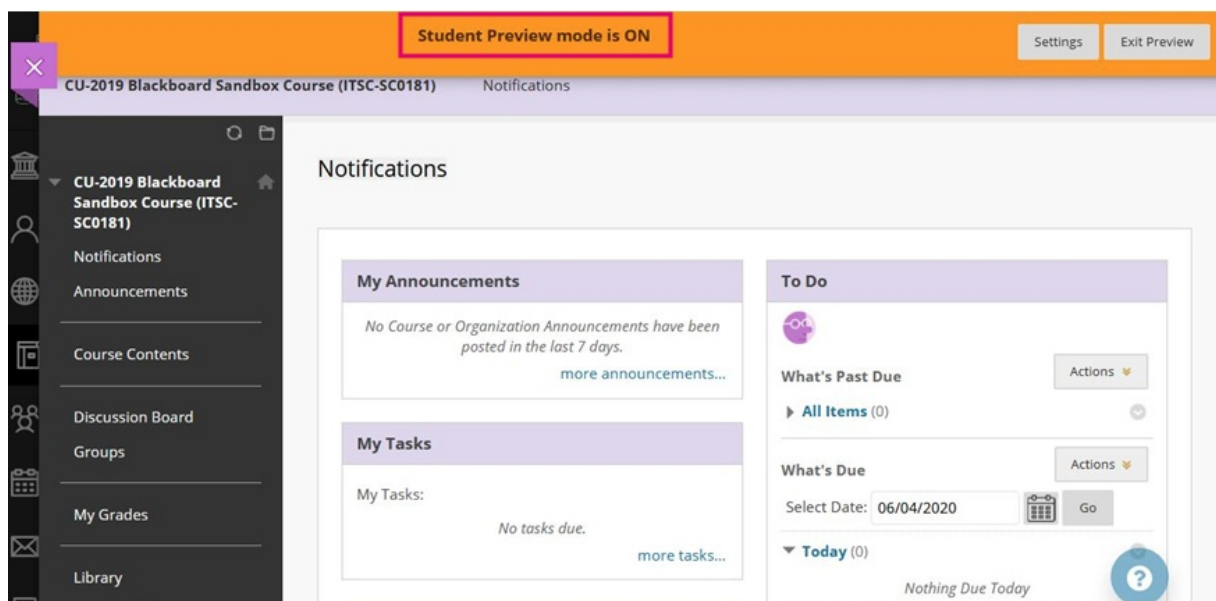 Student Preview mode is ON
Settings
Exit Preview
CU-2019 Blackboard Sandbox Course (ITSC-SC0181)
Notifications
CU-2019 Blackboard
Sandbox Course (ITSC-
SC0181)
Notifications
Announcements
Course Contents
Discussion Board
Groups
My Grades
Library
Notifications
My Announcements
No Course or Organization Announcements have been
posted in the last 7 days.
more announcements...
My Tasks
My Tasks:
No tasks due.
more tasks...
To Do
What's Past Due
Actions
All Items (0)
What's Due
Actions
Select Date: 06/04/2020
Go
Today (0)
Nothing Due Today
?